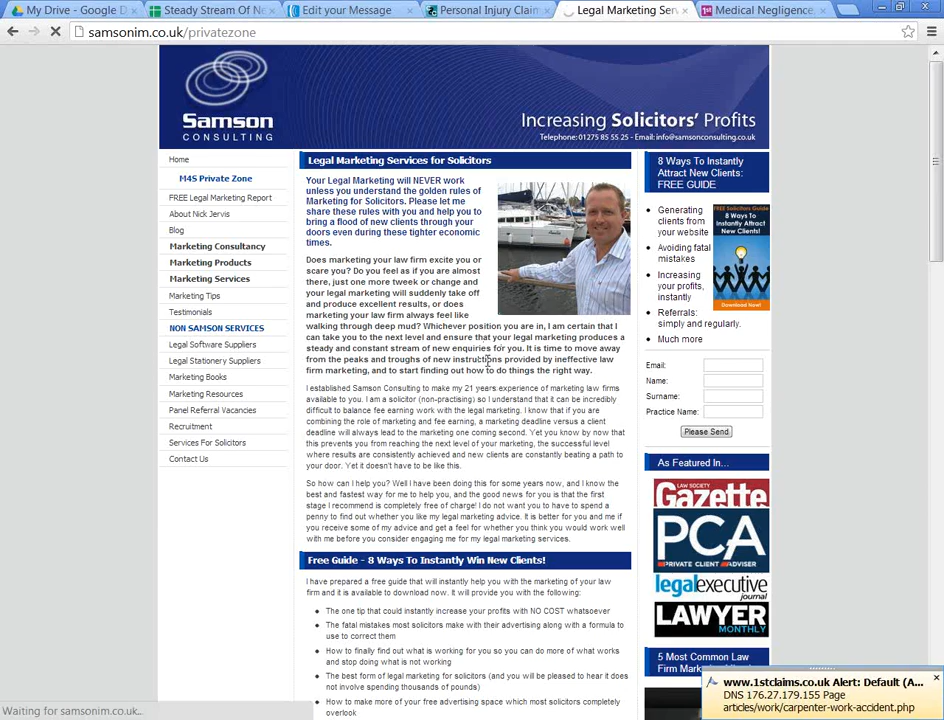 My Drive - Google D
Steady Stream Of Ne
Edit your Message
Personal Injury Clai
Legal Marketing Serv
Medical Negligence,
samsonim.co.uk/privatezone
Samson
CONSULTING
Increasing Solicitors' Profits
Telephone: 01275 85 55 25 - Email: info@samsonconsulting.co.uk
Home
M4S Private Zone
FREE Legal Marketing Report
About Nick Jervis
Blog
Marketing Consultancy
Marketing Products
Marketing Services
Marketing Tips
Testimonials
NON SAMSON SERVICES
Legal Software Suppliers
Legal Stationery Suppliers
Marketing Books
Marketing Resources
Panel Referral Vacancies
Recruitment
Services For Solicitors
Contact Us
Legal Marketing Services for Solicitors
Your Legal Marketing will NEVER work
unless you understand the golden rules of
Marketing for Solicitors. Please let me
share these rules with you and help you to
bring a flood of new clients through your
doors even during these tighter economic
times.
Does marketing your law firm excite you or
scare you? Do you feel as if you are almost
there, just one more tweak or change and
your legal marketing will suddenly take off
and produce excellent results, or does
marketing your law firm always feel like
walking through deep mud? Whichever position you are in, I am certain that I
can take you to the next level and ensure that your legal marketing produces a
steady and constant stream of new enquiries for you. It is time to move away
from the peaks and troughs of new instructions provided by ineffective law
firm marketing, and to start finding out how to do things the right way.
I established Samson Consulting to make my 21 years experience of marketing law firms
available to you. I am a solicitor (non-practising) so I understand that it can be incredibly
difficult to balance fee earning work with the legal marketing. I know that if you are
combining the role of marketing and fee earning, a marketing deadline versus a client
deadline will always lead to the marketing one coming second. Yet you know by now that
this prevents you from reaching the next level of your marketing, the successful level
where results are consistently achieved and new clients are constantly beating a path to
your door. Yet it doesn't have to be like this.
So how can I help you? Well I have been doing this for some years now, and I know the
best and fastest way for me to help you, and the good news for you is that the first
stage I recommend is completely free of charge! I do not want you to have to spend a
penny to find out whether you like my legal marketing advice. It is better for you and me if
you receive some of my advice and get a feel for whether you think you would work well
with me before you consider engaging me for my legal marketing services.
Free Guide - 8 Ways To Instantly Win New Clients!
I have prepared a free guide that will instantly help you with the marketing of your law
firm and it is available to download now. It will provide you with the following:
The one tip that could instantly increase your profits with NO COST whatsoever
The fatal mistakes most solicitors make with their advertising along with a formula to
use to correct them
How to finally find out what is working for you so you can do more of what works
and stop doing what is not working
The best form of legal marketing for solicitors (and you will be pleased to hear it does
not involve spending thousands of pounds)
How to make more of your free advertising space which most solicitors completely
overlook
8 Ways To Instantly
Attract New Clients:
FREE GUIDE
Generating
clients from
your website
Avoiding fatal
mistakes
Increasing
your profits,
instantly
Referrals:
simply and regularly.
Much more
FREE Solicitors Guide
8 Ways To Instantly
Attract New Clients
Download Now!
Email:
Name:
Surname:
Practice Name:
Please Send
As Featured In...
LAW SOCIETY
Gazette
PCA
PRIVATE CLIENT ADVISER
legalexecutive
journal
LAWYER
MONTHLY
5 Most Common Law
www.1stclaims.co.uk Alert: Default (A...
DNS 176.27.179.155 Page
articles/work/carpenter-work-accident.php
Waiting for samsonim.co.uk...